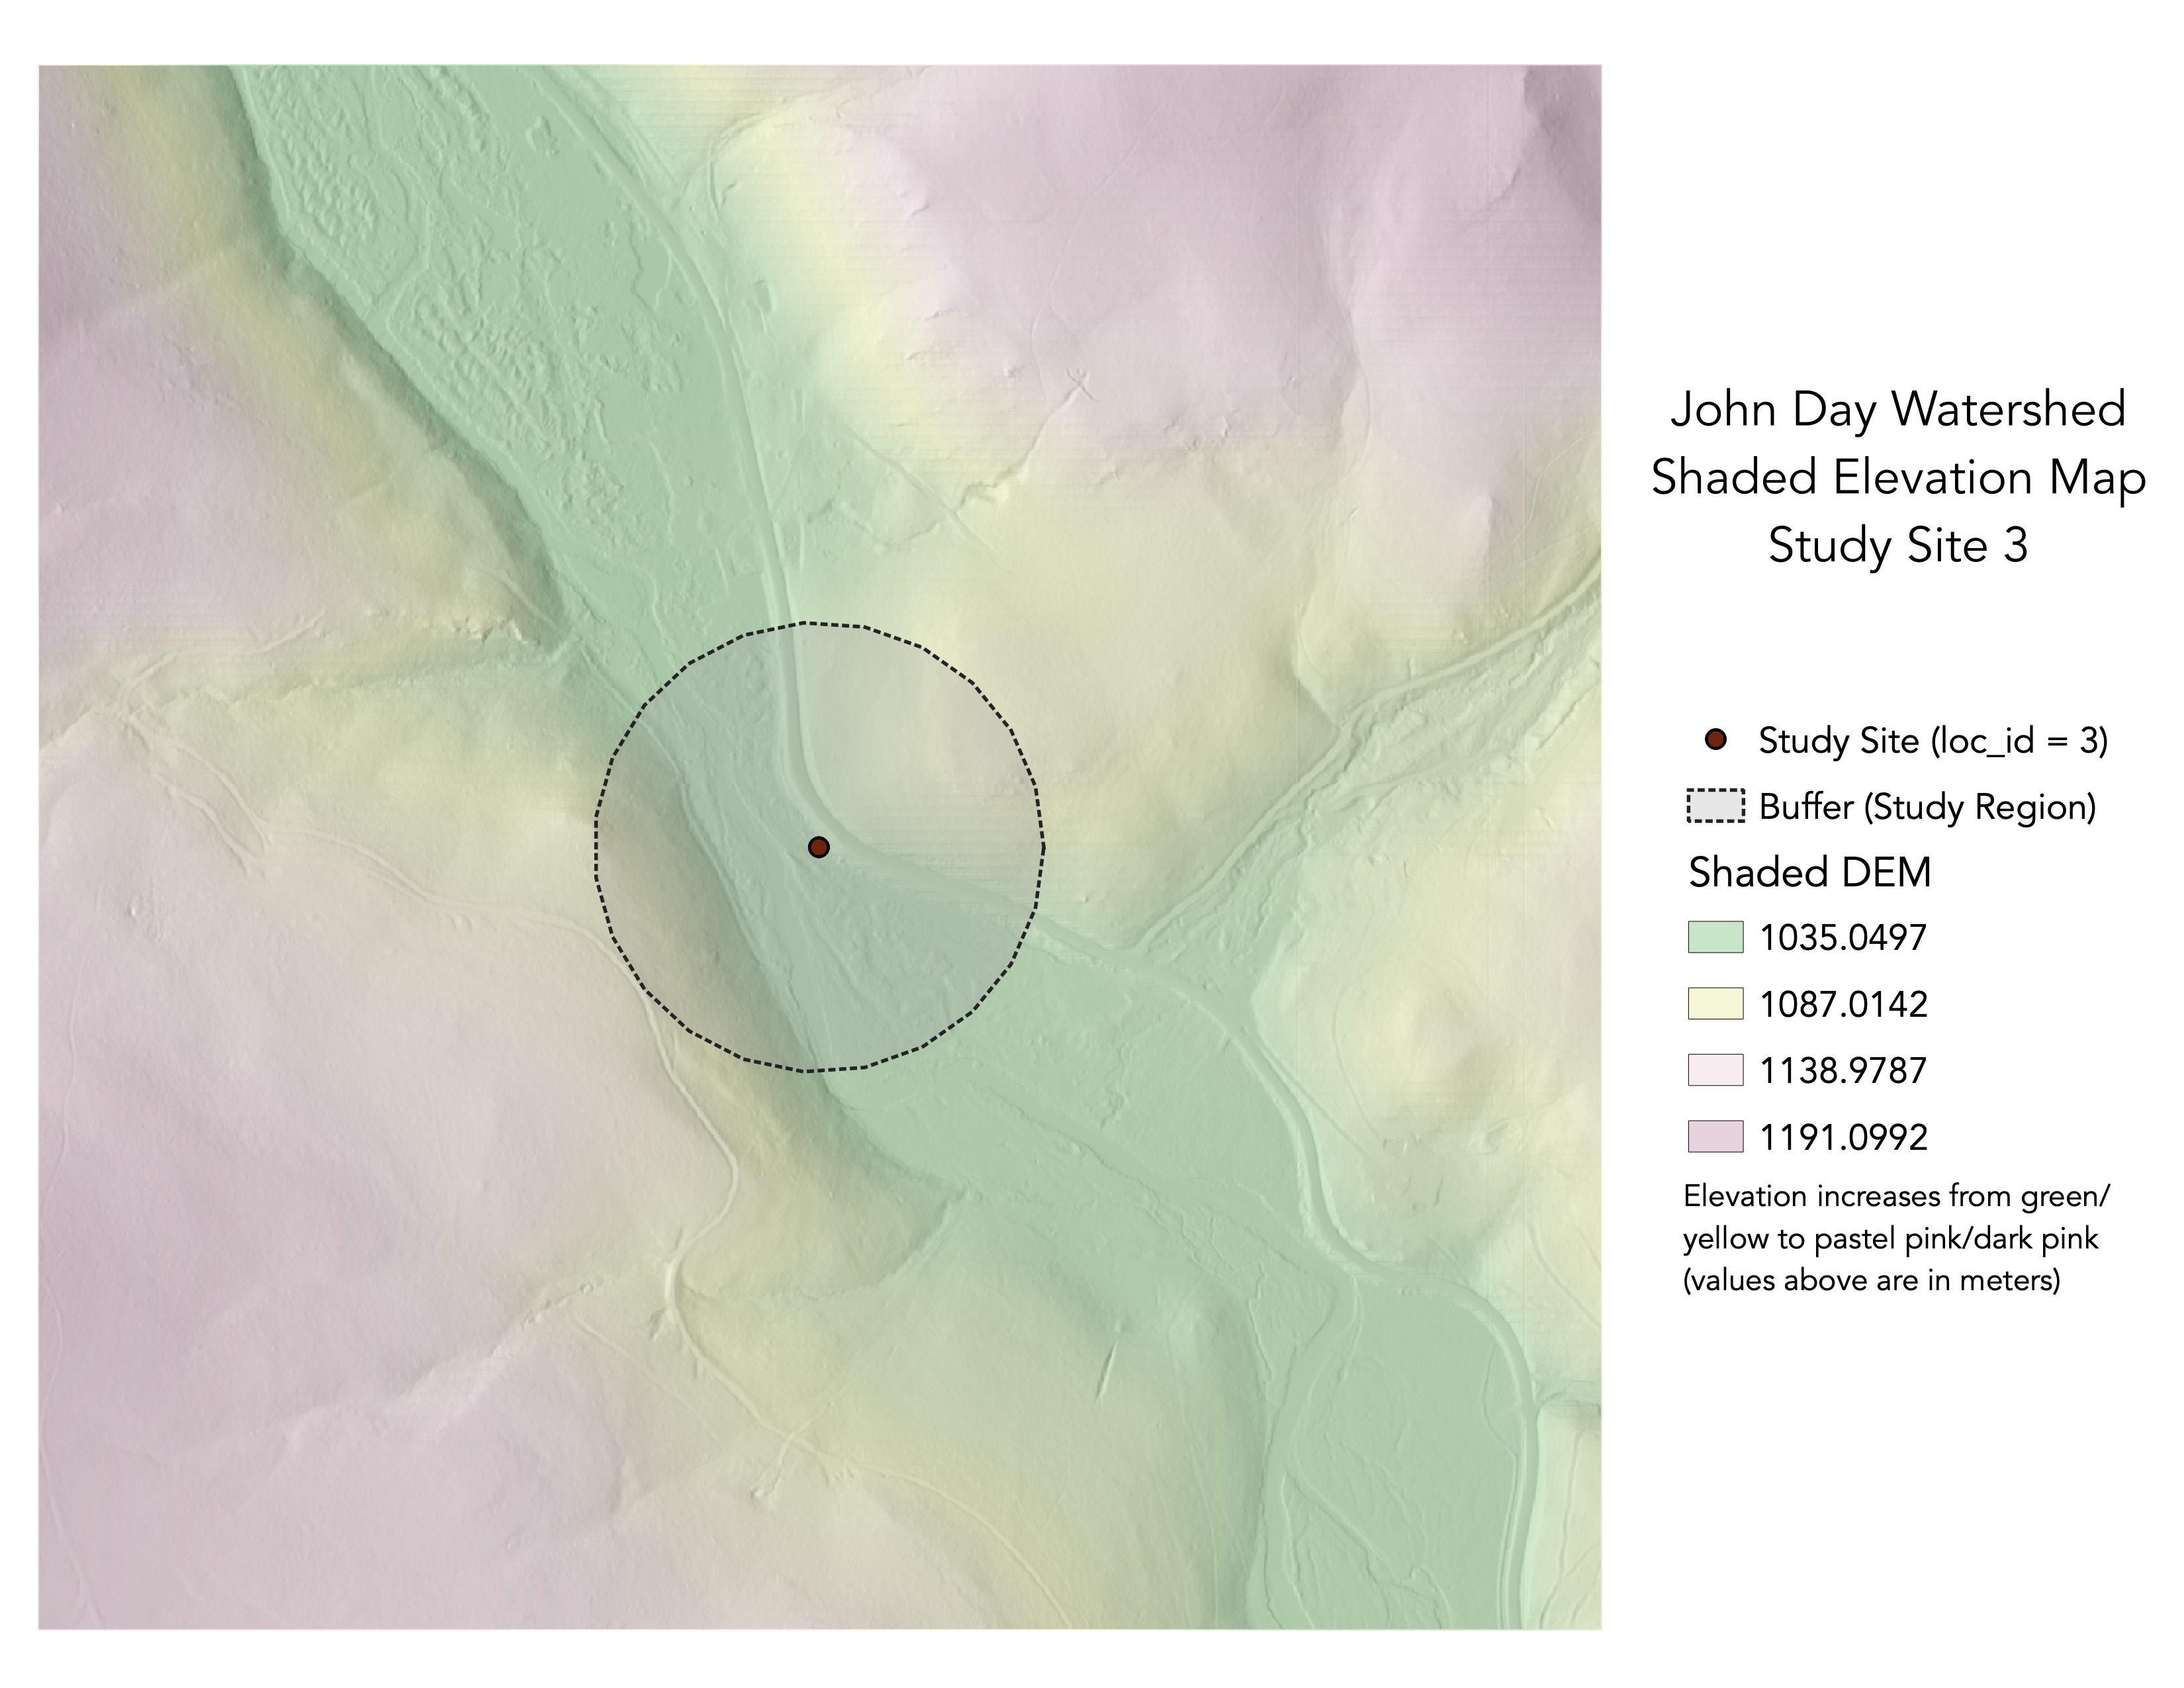 John Day Watershed
Shaded Elevation Map
Study Site 3
Study Site (loc_id = 3)
Buffer (Study Region)
Shaded DEM
1035.0497
1087.0142
1138.9787
1191.0992
Elevation increases from green/
yellow to pastel pink/dark pink
(values above are in meters)